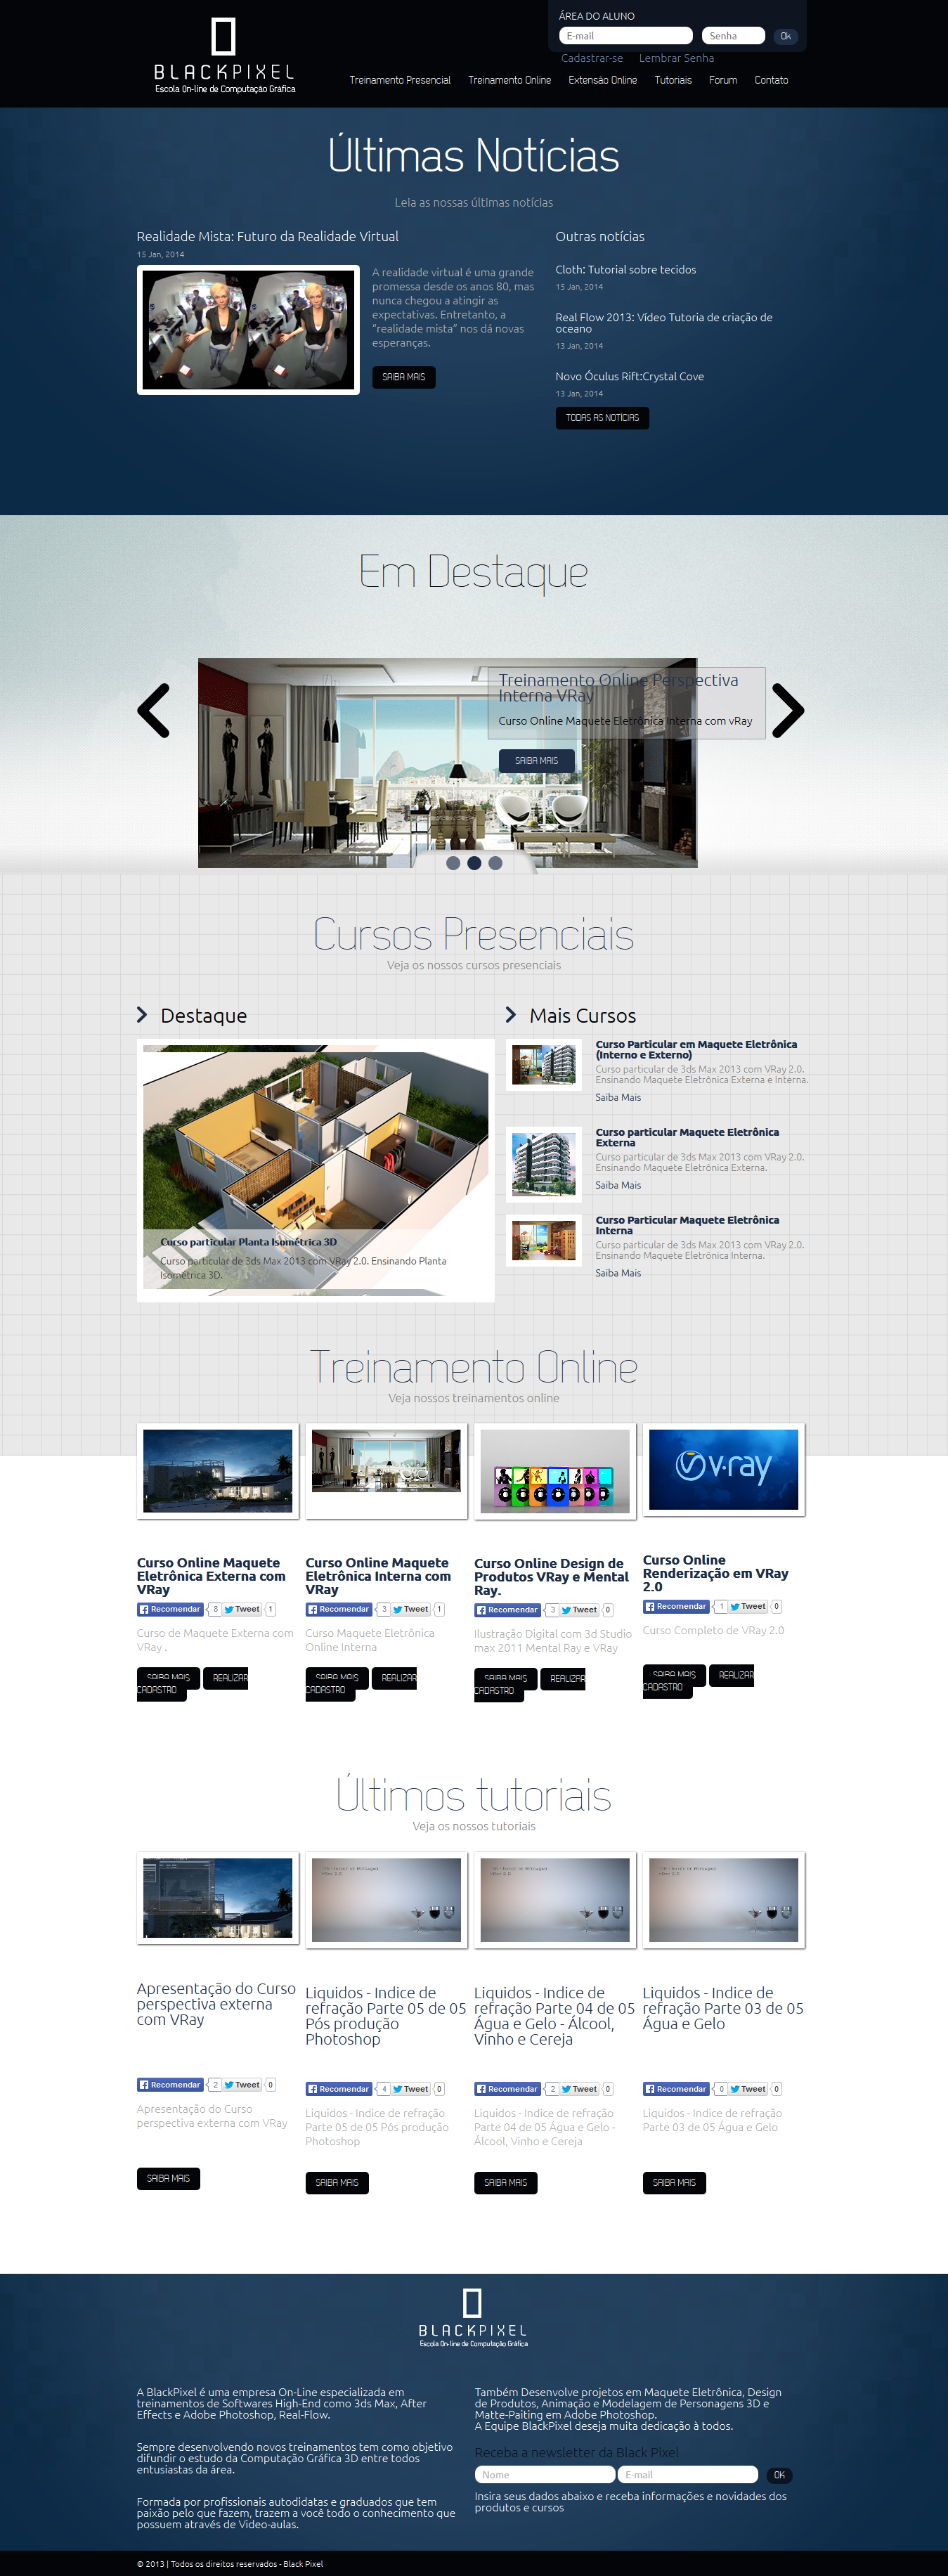 ÁREA DO ALUNO
E-mail
Senha
Ok
Cadastrar-se
Lembrar Senha
BLACKPIXEL
Escola On-line de Computação Gráfica
Treinamento Presencial
Treinamento Online
Extensão Online
Tutoriais
Forum
Contato
Últimas Notícias
Leia as nossas últimas notícias
Realidade Mista: Futuro da Realidade Virtual
15 Jan, 2014
A realidade virtual é uma grande
promessa desde os anos 80, mas
nunca chegou a atingir as
expectativas. Entretanto, a
"realidade mista" nos dá novas
esperanças.
SAIBA MAIS
Outras notícias
Cloth: Tutorial sobre tecidos
15 Jan, 2014
Real Flow 2013: Vídeo Tutoria de criação de
oceano
13 Jan, 2014
Novo Óculus Rift:Crystal Cove
13 Jan, 2014
TODAS AS NOTÍCIAS
Em Destaque
Treinamento Online Perspectiva
Interna VRay
Curso Online Maquete Eletrônica Interna com vRay
SAIBA MAIS
Cursos Presenciais
Veja os nossos cursos presenciais
Destaque
Curso particular Planta Isométrica 3D
Curso particular de 3ds Max 2013 com VRay 2.0. Ensinando Planta
Isométrica 3D.
Mais Cursos
Curso Particular em Maquete Eletrônica
(Interno e Externo)
Curso particular de 3ds Max 2013 com VRay 2.0.
Ensinando Maquete Eletrônica Externa e Interna.
Saiba Mais
Curso particular Maquete Eletrônica
Externa
Curso particular de 3ds Max 2013 com VRay 2.0.
Ensinando Maquete Eletrônica Externa.
Saiba Mais
Curso Particular Maquete Eletrônica
Interna
Curso particular de 3ds Max 2013 com VRay 2.0.
Ensinando Maquete Eletrônica Interna.
Saiba Mais
Treinamento Online
Veja nossos treinamentos online
v·ray
Curso Online Maquete
Eletrônica Externa com
VRay
Recomendar 8 Tweet 1
Curso de Maquete Externa com
VRay .
SAIBA MAIS
REALIZAR
CADASTRO
Curso Online Maquete
Eletrônica Interna com
VRay
Recomendar 3 Tweet 1
Curso Maquete Eletrônica
Online Interna
SAIBA MAIS
REALIZAR
CADASTRO
Curso Online Design de
Produtos VRay e Mental
Ray.
Recomendar 3 Tweet 0
Ilustração Digital com 3d Studio
max 2011 Mental Ray e VRay
SAIBA MAIS
REALIZAR
CADASTRO
Curso Online
Renderização em VRay
2.0
Recomendar 1 Tweet 0
Curso Completo de VRay 2.0
SAIBA MAIS
REALIZAR
CADASTRO
Últimos tutoriais
Veja os nossos tutoriais
Apresentação do Curso
perspectiva externa
com VRay
Recomendar 2 Tweet 0
Apresentação do Curso
perspectiva externa com VRay
SAIBA MAIS
Liquidos - Indice de
refração Parte 05 de 05
Pós produção
Photoshop
Recomendar 4 Tweet 0
Liquidos - Indice de refração
Parte 05 de 05 Pós produção
Photoshop
SAIBA MAIS
Liquidos - Indice de
refração Parte 04 de 05
Água e Gelo - Álcool,
Vinho e Cereja
Recomendar 2 Tweet 0
Liquidos - Indice de refração
Parte 04 de 05 Água e Gelo -
Álcool, Vinho e Cereja
SAIBA MAIS
Liquidos - Indice de
refração Parte 03 de 05
Água e Gelo
Recomendar 0 Tweet 0
Liquidos - Indice de refração
Parte 03 de 05 Água e Gelo
SAIBA MAIS
BLACKPIXEL
Escola On-line de Computação Gráfica
A BlackPixel é uma empresa On-Line especializada em
treinamentos de Softwares High-End como 3ds Max, After
Effects e Adobe Photoshop, Real-Flow.
Sempre desenvolvendo novos treinamentos tem como objetivo
difundir o estudo da Computação Gráfica 3D entre todos
entusiastas da área.
Formada por profissionais autodidatas e graduados que tem
paixão pelo que fazem, trazem a você todo o conhecimento que
possuem através de Video-aulas.
Também Desenvolve projetos em Maquete Eletrônica, Design
de Produtos, Animação e Modelagem de Personagens 3D e
Matte-Paiting em Adobe Photoshop.
A Equipe BlackPixel deseja muita dedicação à todos.
Receba a newsletter da Black Pixel
Nome
E-mail
OK
Insira seus dados abaixo e receba informações e novidades dos
produtos e cursos
© 2013 | Todos os direitos reservados - Black Pixel